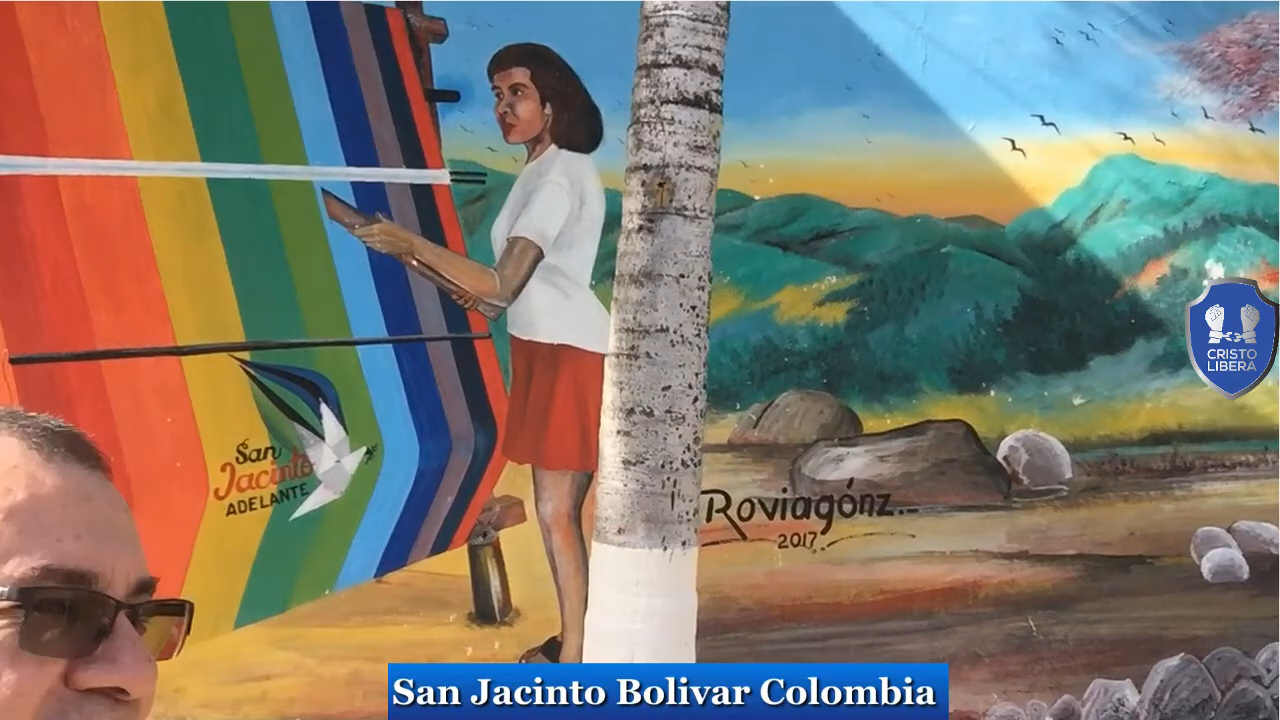 San
Jacinto
ADELANTE
Roviagónz.-
2017
CRISTO
LIBERA
San Jacinto Bolivar Colombia